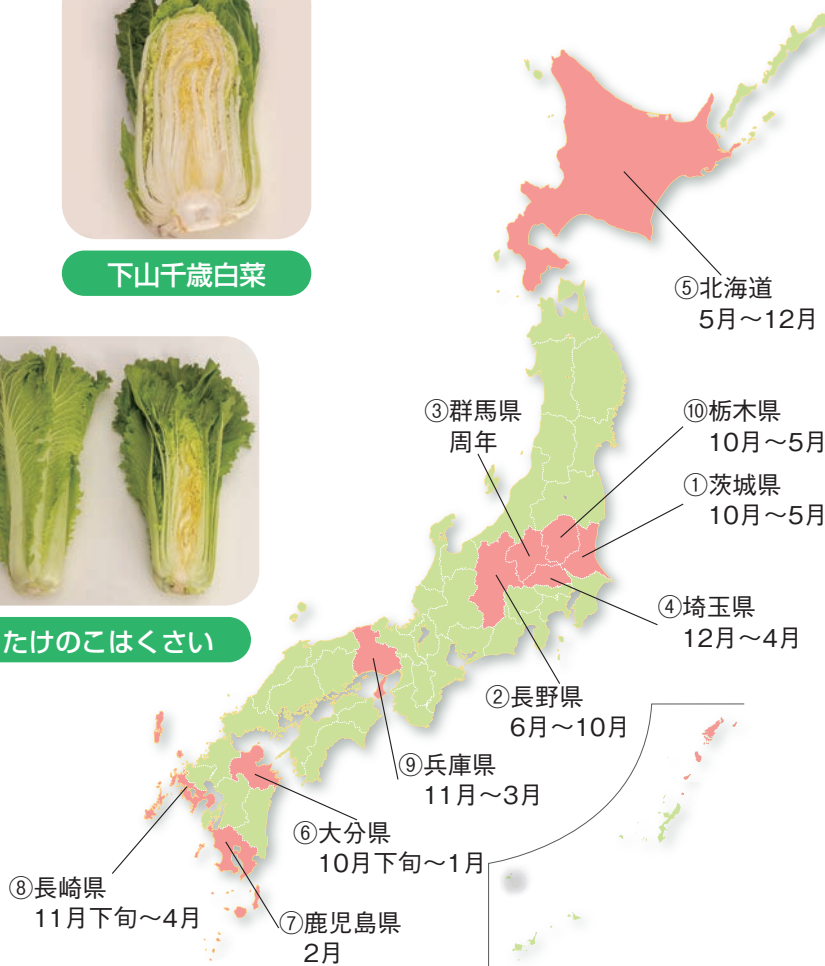 下山千歳白菜
たけのこはくさい
⑤北海道
5月～12月
③群馬県
周年
⑩栃木県
10月～5月
①茨城県
10月～5月
④埼玉県
12月～4月
②長野県
6月～10月
⑨兵庫県
11月～3月
⑥大分県
10月下旬～1月
⑧長崎県
11月下旬～4月
⑦鹿児島県
2月